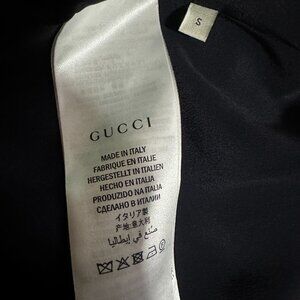 S
GUCCI
MADE IN ITALY
FABRIQUÉ EN ITALIE
HERGESTELLT IN ITALIEN
HECHO EN ITALIA
PRODUZIDO NA ITALIA
СДЕЛАНО В ИТАЛИИ
イタリア製
产地:意大利
صنع في إيطاليا